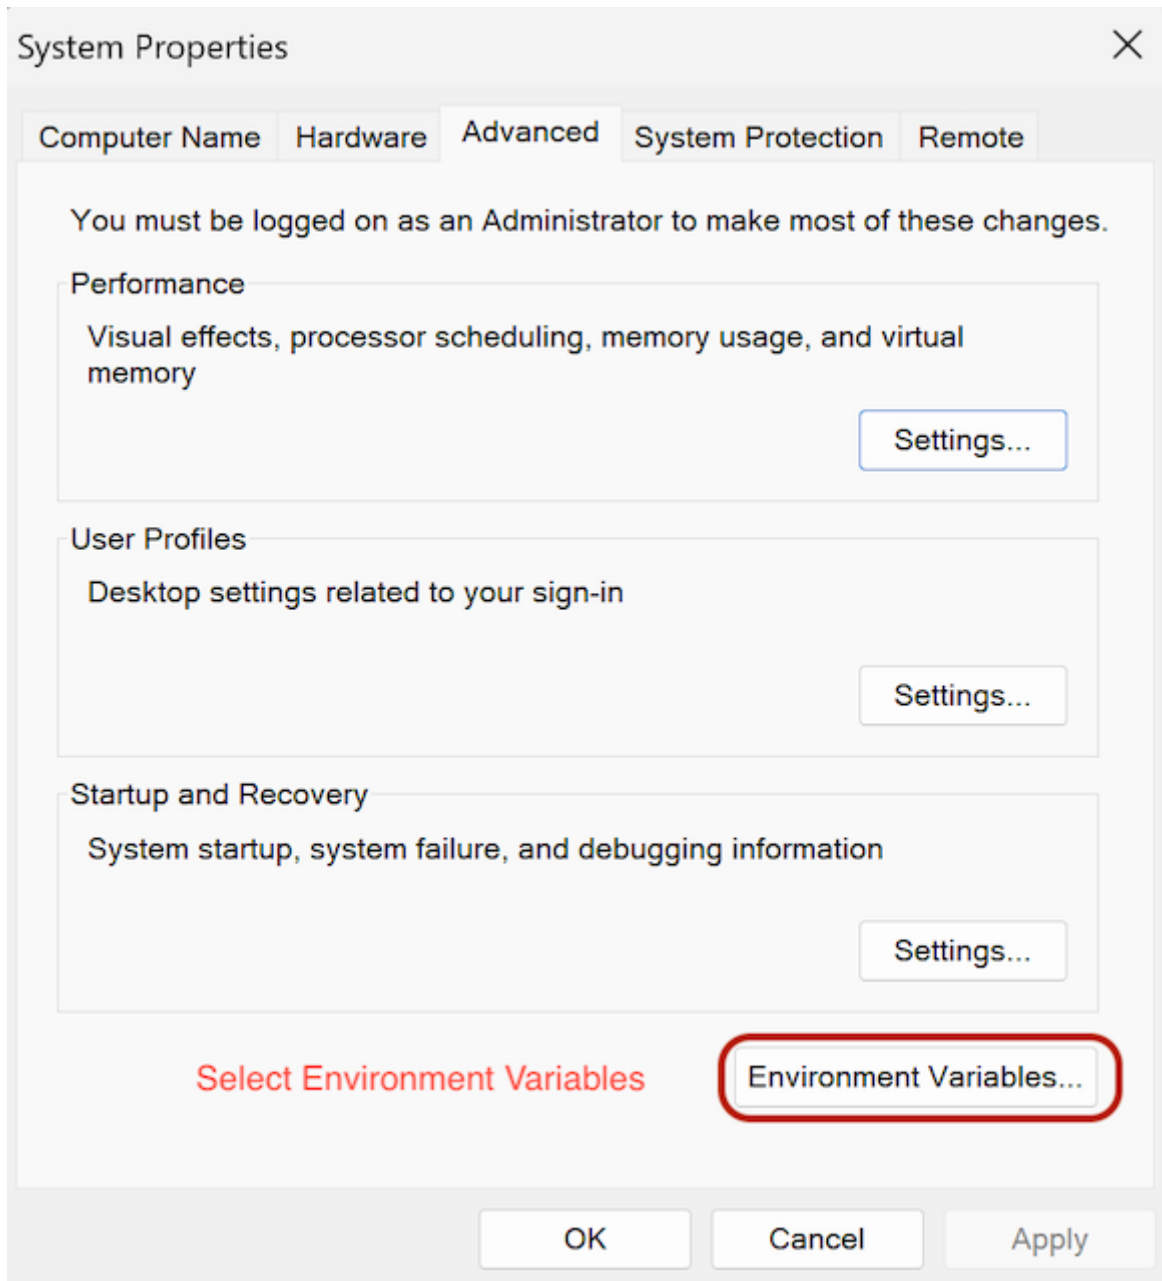 System Properties
Computer Name Hardware Advanced System Protection Remote
You must be logged on as an Administrator to make most of these changes.
Performance
Visual effects, processor scheduling, memory usage, and virtual
memory
Settings...
User Profiles
Desktop settings related to your sign-in
Settings...
Startup and Recovery
System startup, system failure, and debugging information
Settings...
Select Environment Variables Environment Variables...
OK Cancel Apply